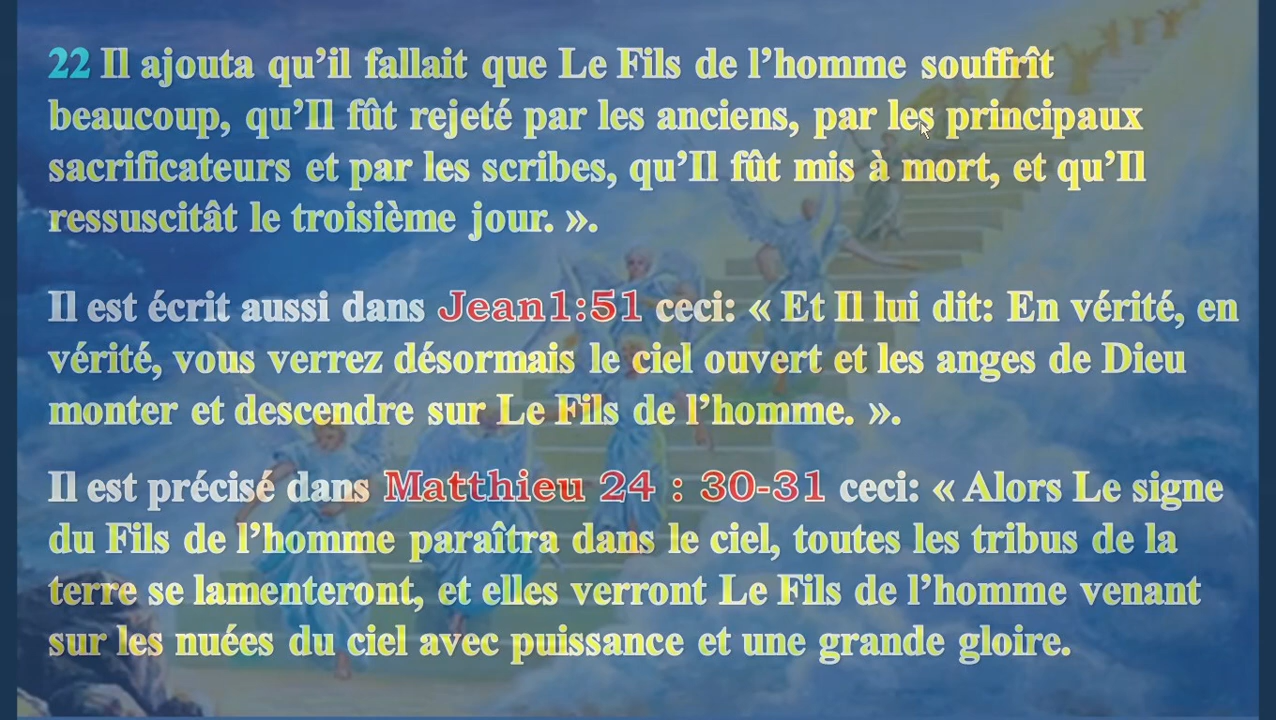 22 Il ajouta qu’il fallait que Le Fils de l’homme souffrît
beaucoup, qu’Il fût rejeté par les anciens, par les principaux
sacrificateurs et par les scribes, qu’Il fût mis à mort, et qu’Il
ressuscitât le troisième jour. ».
Il est écrit aussi dans Jean1:51 ceci: « Et Il lui dit: En vérité, en
vérité, vous verrez désormais le ciel ouvert et les anges de Dieu
monter et descendre sur Le Fils de l’homme. ».
Il est précisé dans Matthieu 24 : 30-31 ceci: « Alors Le signe
du Fils de l’homme paraîtra dans le ciel, toutes les tribus de la
terre se lamenteront, et elles verront Le Fils de l’homme venant
sur les nuées du ciel avec puissance et une grande gloire.